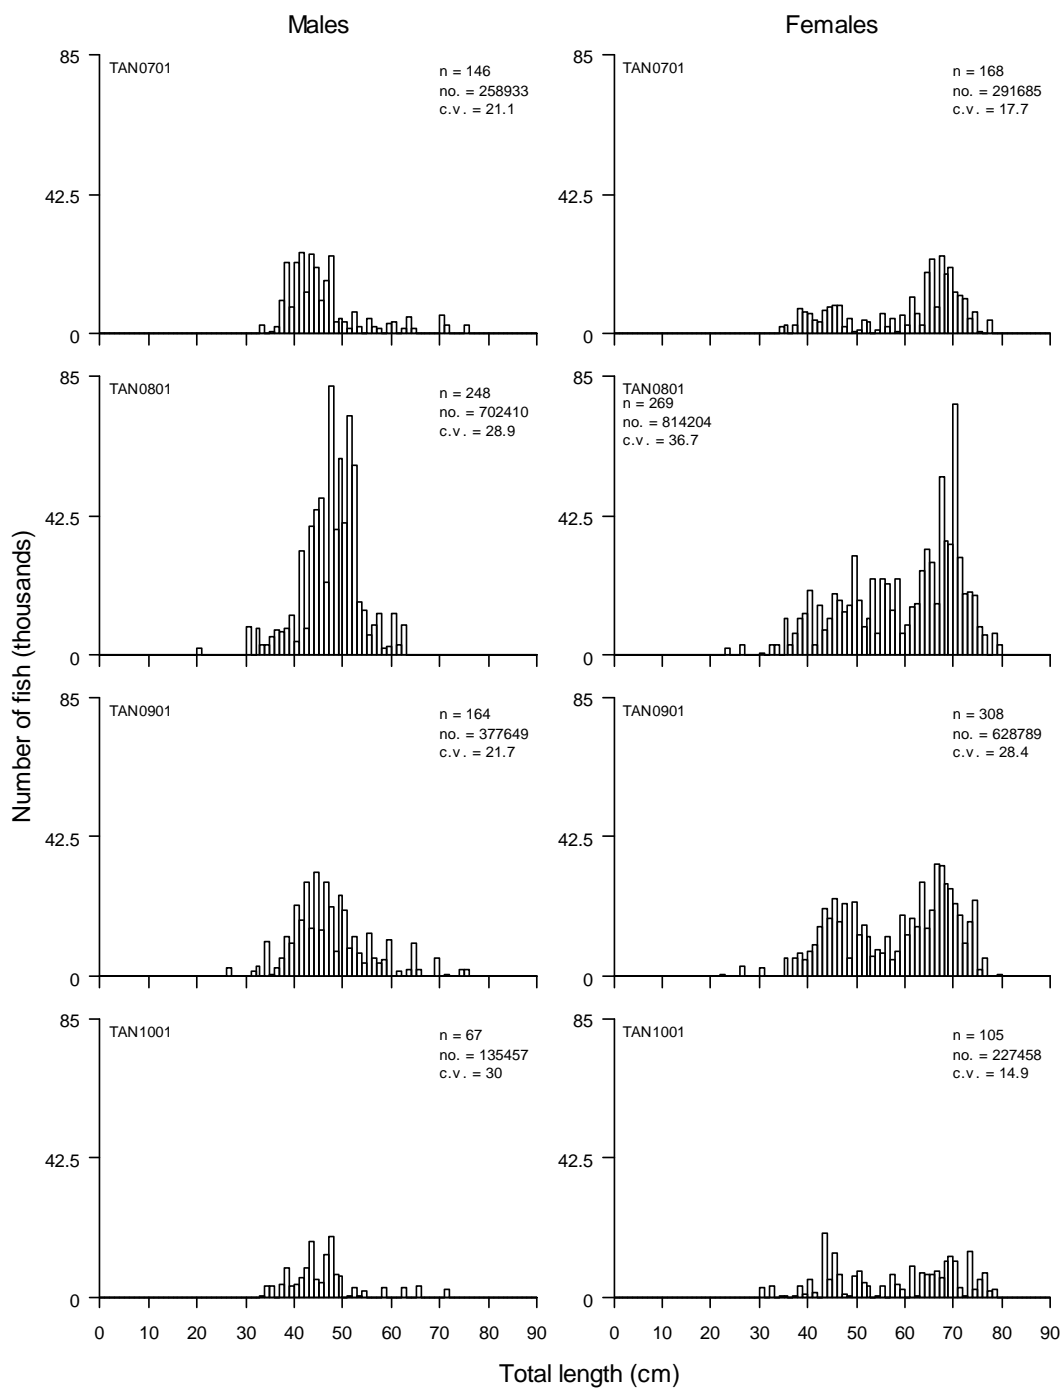 Males
Females
85
TAN0701
n = 146
no. = 258933
c.v. = 21.1
42.5
0
85
TAN0701
n = 168
no. = 291685
c.v. = 17.7
42.5
0
85
TAN0801
n = 248
no. = 702410
c.v. = 28.9
42.5
0
85
TAN0801
n = 269
no. = 814204
c.v. = 36.7
42.5
0
Number of fish (thousands)
85
TAN0901
n = 164
no. = 377649
c.v. = 21.7
42.5
0
85
TAN0901
n = 308
no. = 628789
c.v. = 28.4
42.5
0
85
TAN1001
n = 67
no. = 135457
c.v. = 30
42.5
0
85
TAN1001
n = 105
no. = 227458
c.v. = 14.9
42.5
0
0 10 20 30 40 50 60 70 80 90
0 10 20 30 40 50 60 70 80 90
Total length (cm)